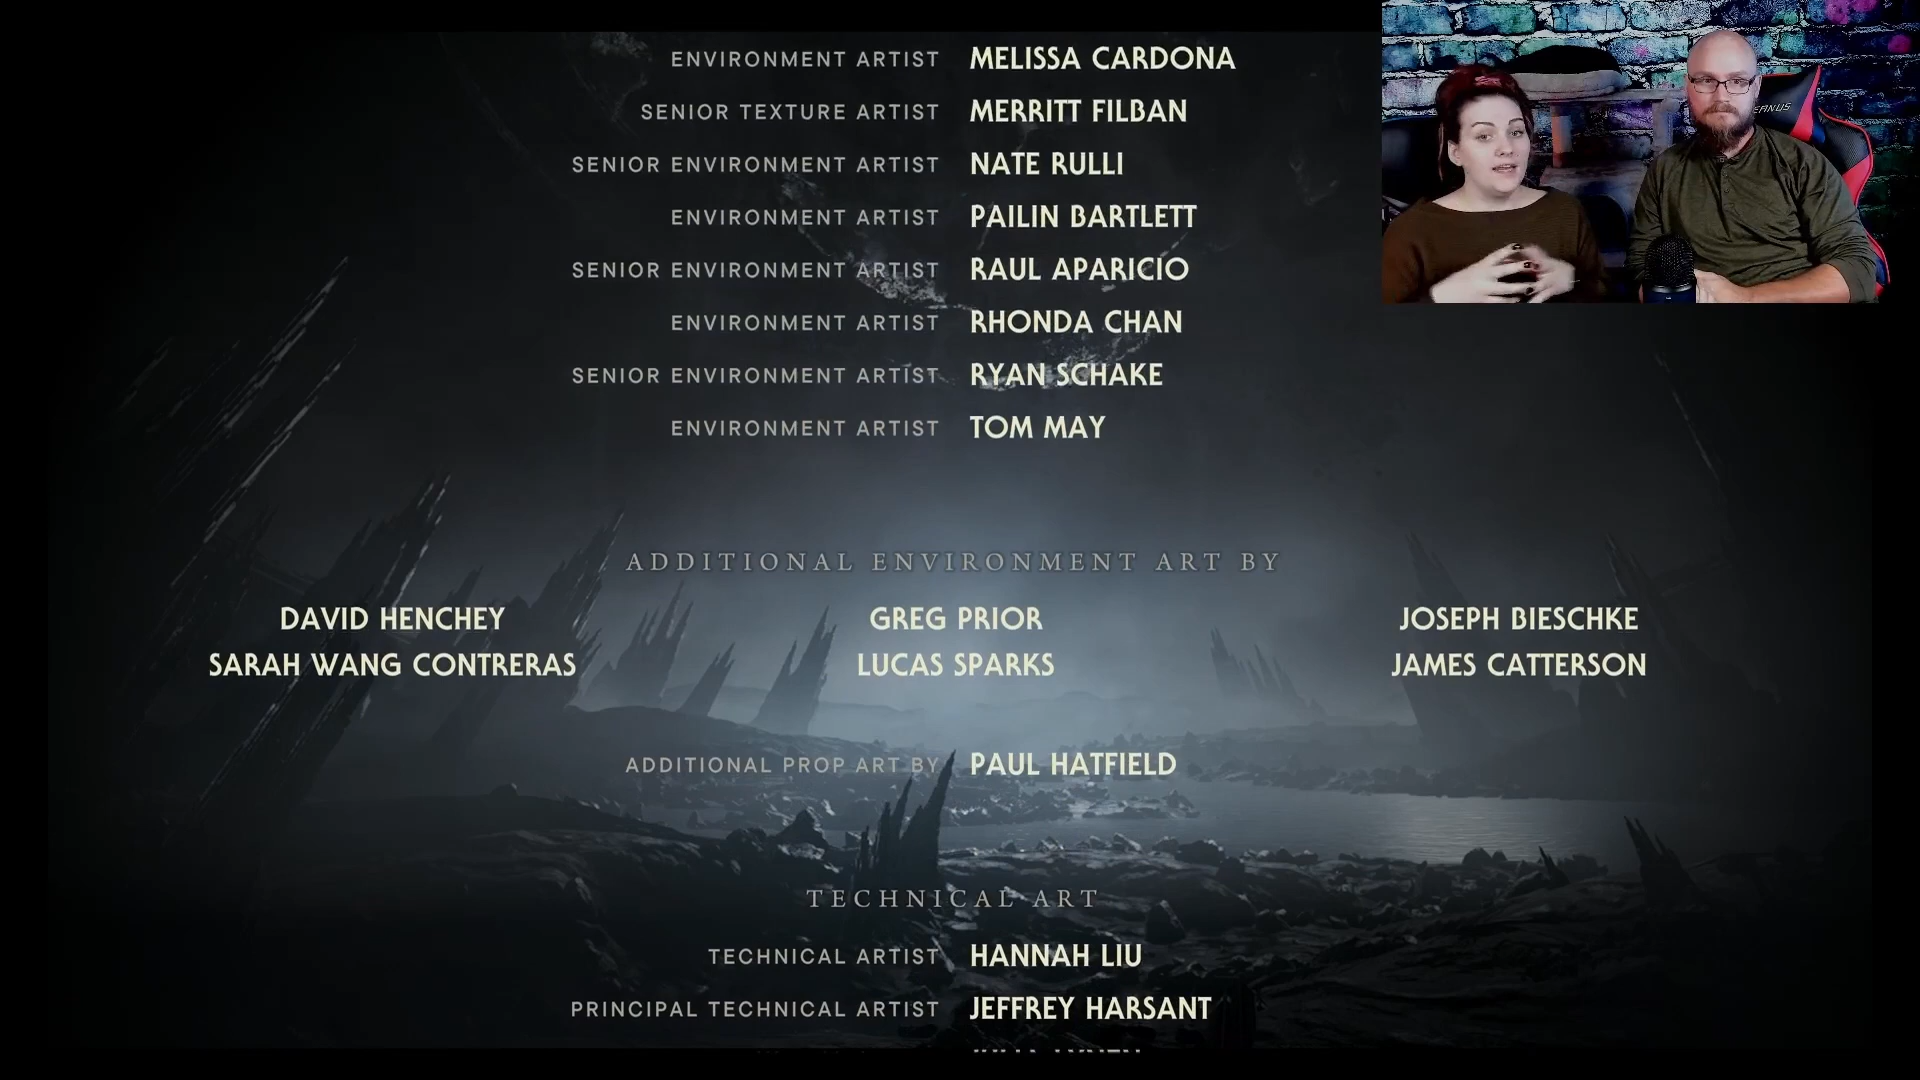 ENVIRONMENT ARTIST MELISSA CARDONA
SENIOR TEXTURE ARTIST MERRITT FILBAN
SENIOR ENVIRONMENT ARTIST NATE RULLI
ENVIRONMENT ARTIST PAILIN BARTLETT
SENIOR ENVIRONMENT ARTIST RAUL APARICIO
ENVIRONMENT ARTIST RHONDA CHAN
SENIOR ENVIRONMENT ARTIST RYAN SCHAKE
ENVIRONMENT ARTIST TOM MAY
ADDITIONAL ENVIRONMENT ART BY
DAVID HENCHEY GREG PRIOR JOSEPH BIESCHKE
SARAH WANG CONTRERAS LUCAS SPARKS JAMES CATTERSON
ADDITIONAL PROP ART BY PAUL HATFIELD
TECHNICAL ART
TECHNICAL ARTIST HANNAH LIU
PRINCIPAL TECHNICAL ARTIST JEFFREY HARSANT